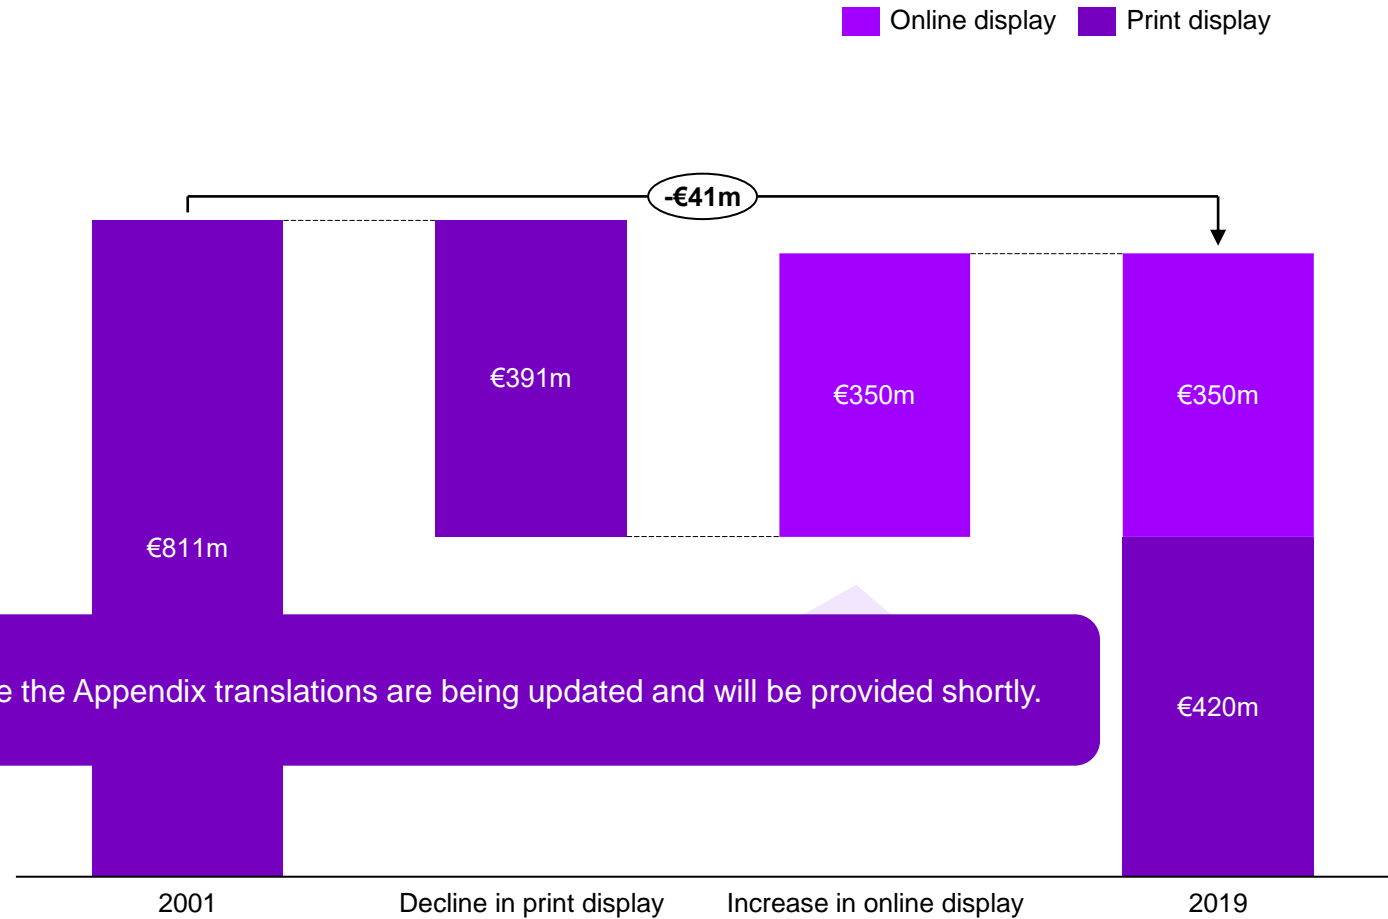 Online display Print display
-€41m
€391m
€350m
€350m
€811m
the Appendix translations are being updated and will be provided shortly.
€420m
2001 Decline in print display Increase in online display 2019